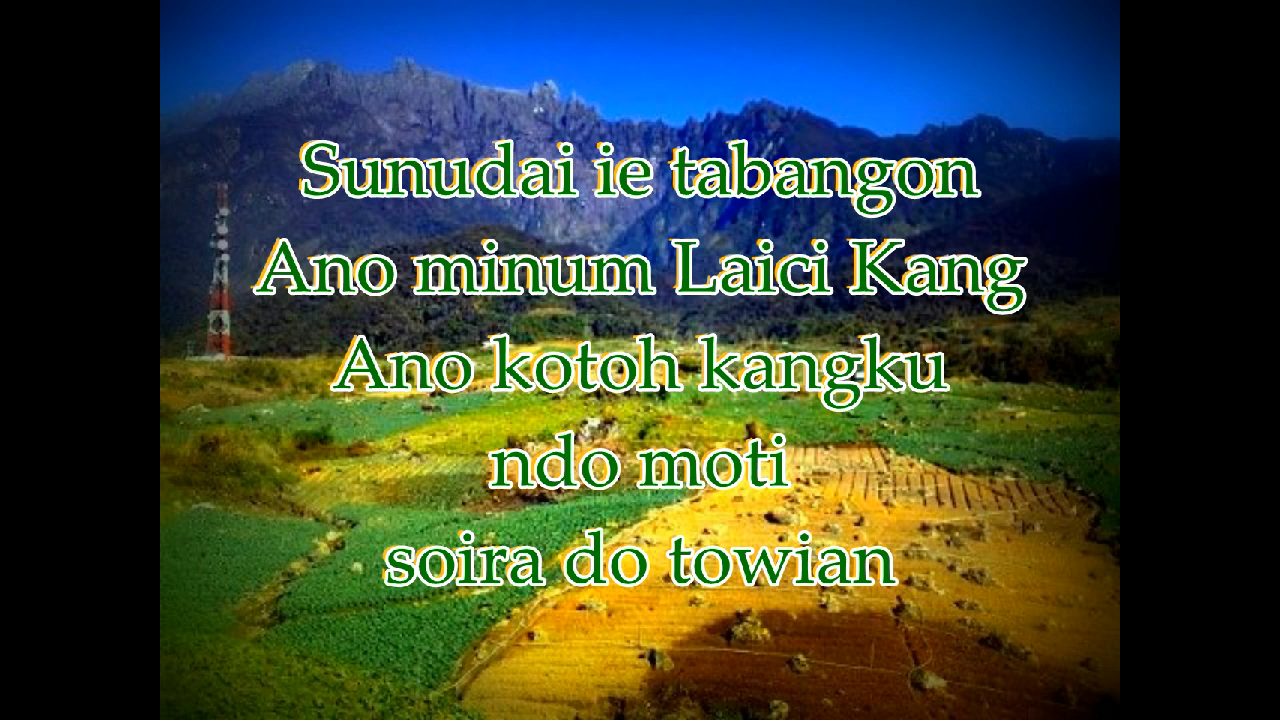 Sunudai ie tabangon
Ano minum Laici Kang
Ano kotoh kangku
ndo moti
soira do towian